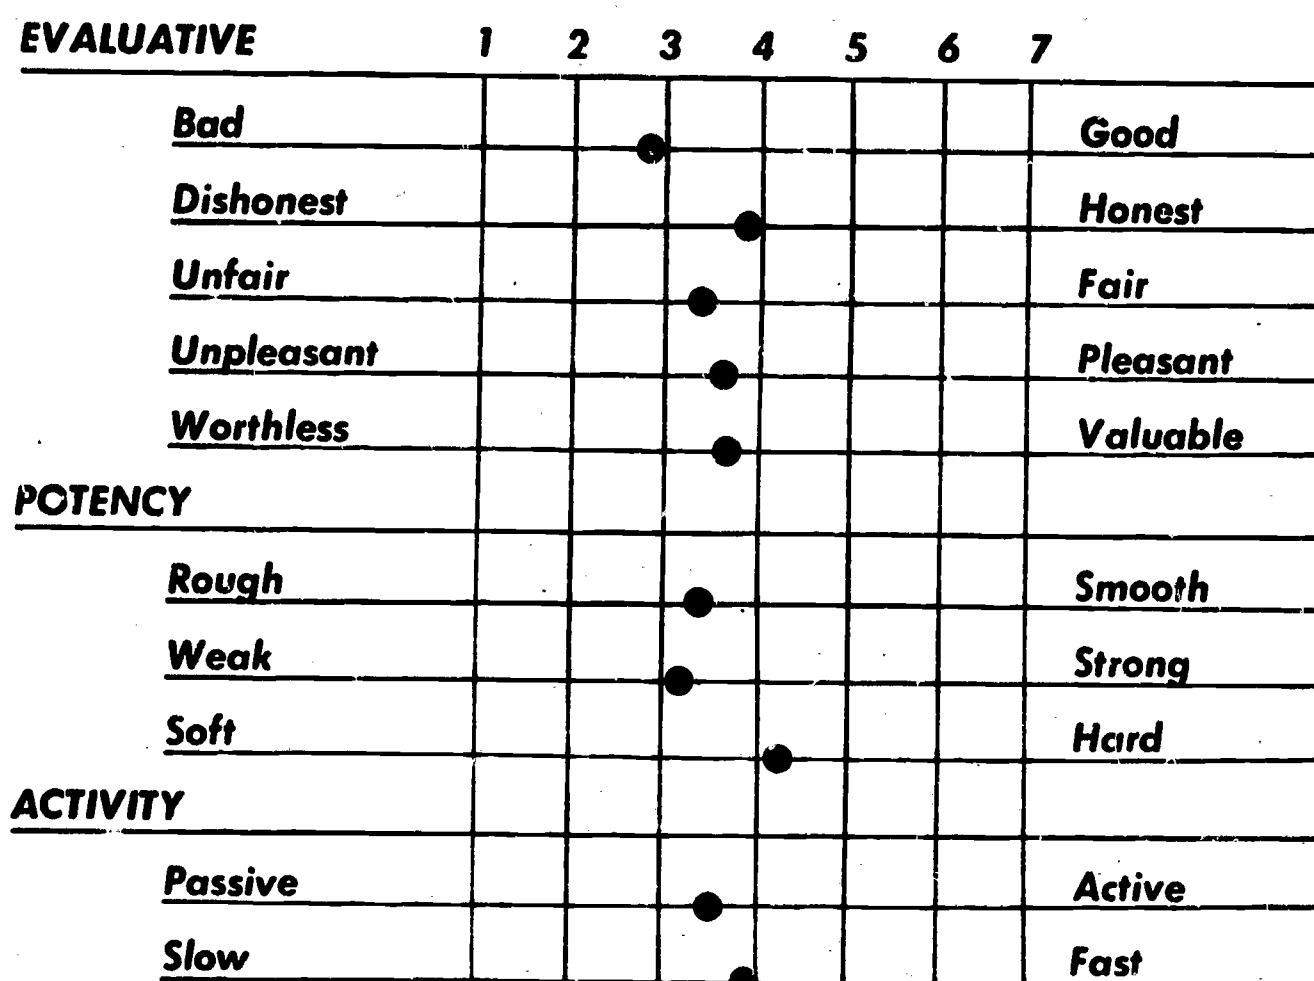 EVALUATIVE 1 2 3 4 5 6 7
Bad Good
Dishonest Honest
Unfair Fair
Unpleasant Pleasant
Worthless Valuable
POTENCY
Rough Smooth
Weak Strong
Soft Hard
ACTIVITY
Passive Active
Slow Fast